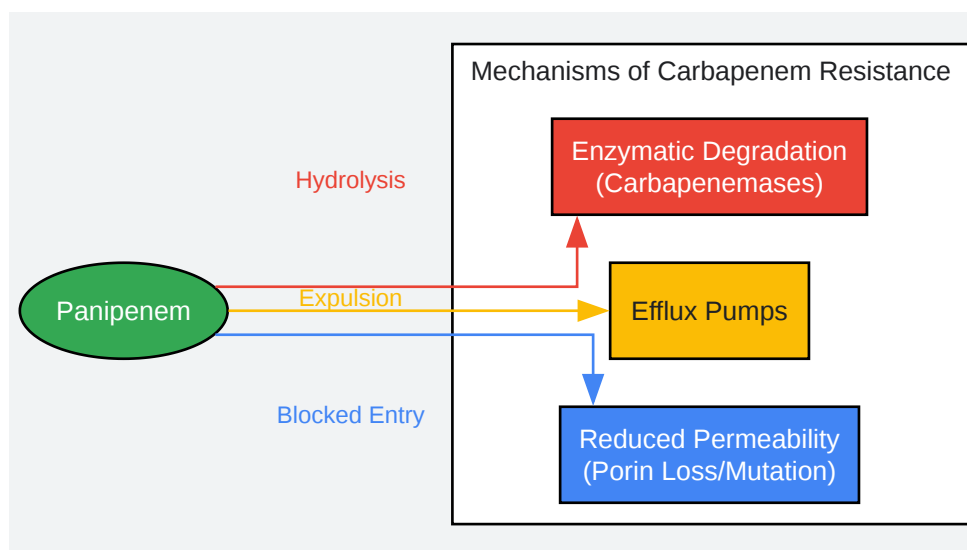 Mechanisms of Carbapenem Resistance
Enzymatic Degradation
(Carbapenemases)
Hydrolysis
Panipenem
Expulsion
Efflux Pumps
Blocked Entry
Reduced Permeability
(Porin Loss/Mutation)